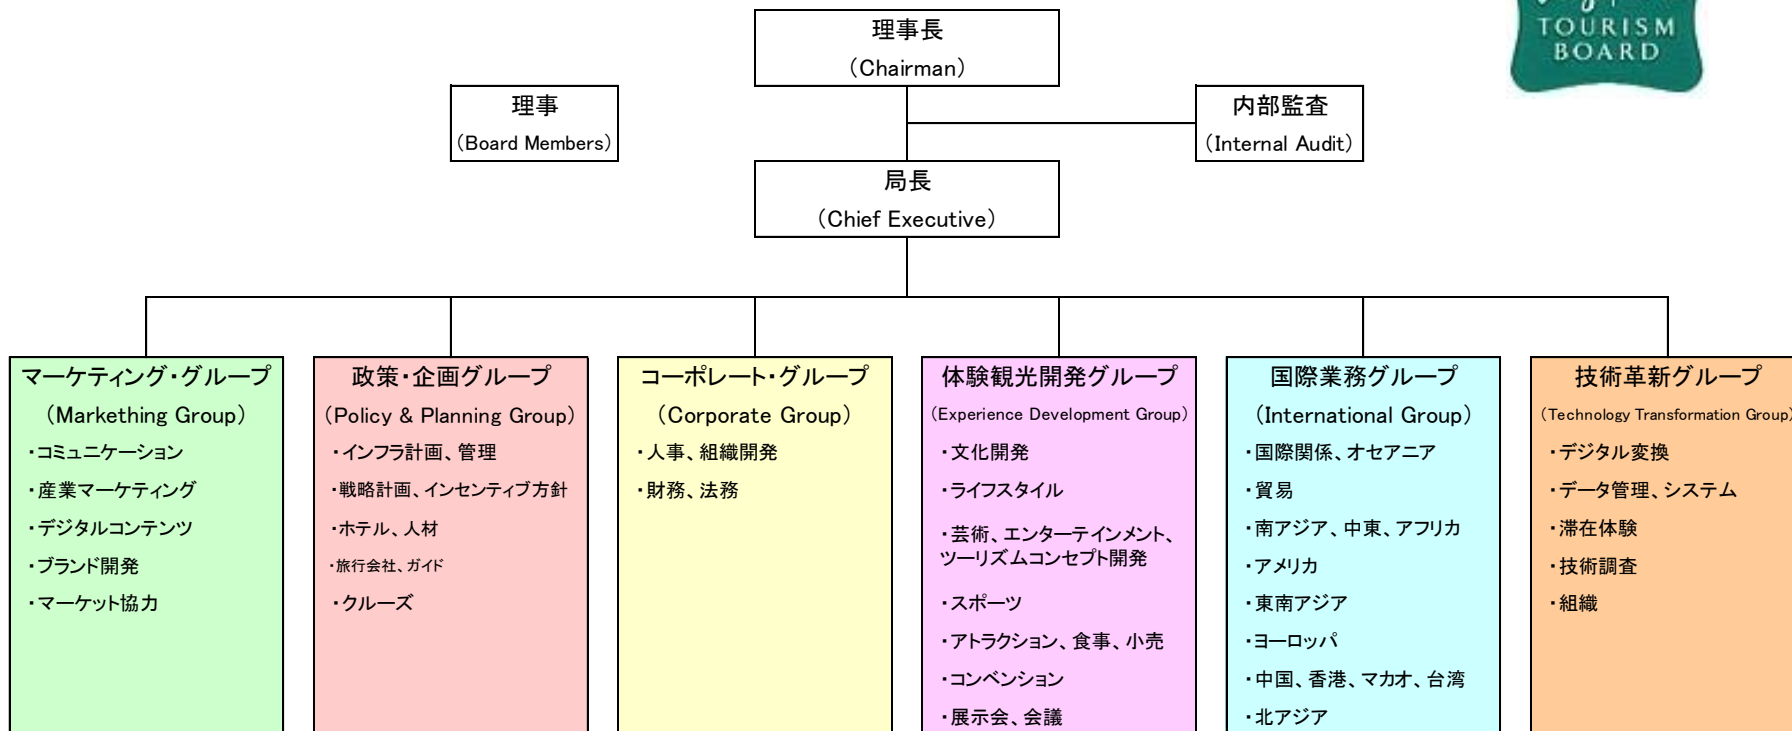 理事長
（Chairman）
TOURISM
BOARD
理事
（Board Members）
内部監査
（Internal Audit）
局長
（Chief Executive）
マーケティング・グループ
（Markething Group）
・コミュニケーション
・産業マーケティング
・デジタルコンテンツ
・ブランド開発
・マーケット協力
政策・企画グループ
（Policy & Planning Group）
・インフラ計画、管理
・戦略計画、インセンティブ方針
・ホテル、人材
・旅行会社、ガイド
・クルーズ
コーポレート・グループ
（Corporate Group）
・人事、組織開発
・財務、法務
体験観光開発グループ
（Experience Development Group）
・文化開発
・ライフスタイル
・芸術、エンターテインメント、
ツーリズムコンセプト開発
・スポーツ
・アトラクション、食事、小売
・コンベンション
・展示会、会議
国際業務グループ
（International Group）
・国際関係、オセアニア
・貿易
・南アジア、中東、アフリカ
・アメリカ
・東南アジア
・ヨーロッパ
・中国、香港、マカオ、台湾
・北アジア
技術革新グループ
（Technology Transformation Group）
・デジタル変換
・データ管理、システム
・滞在体験
・技術調査
・組織